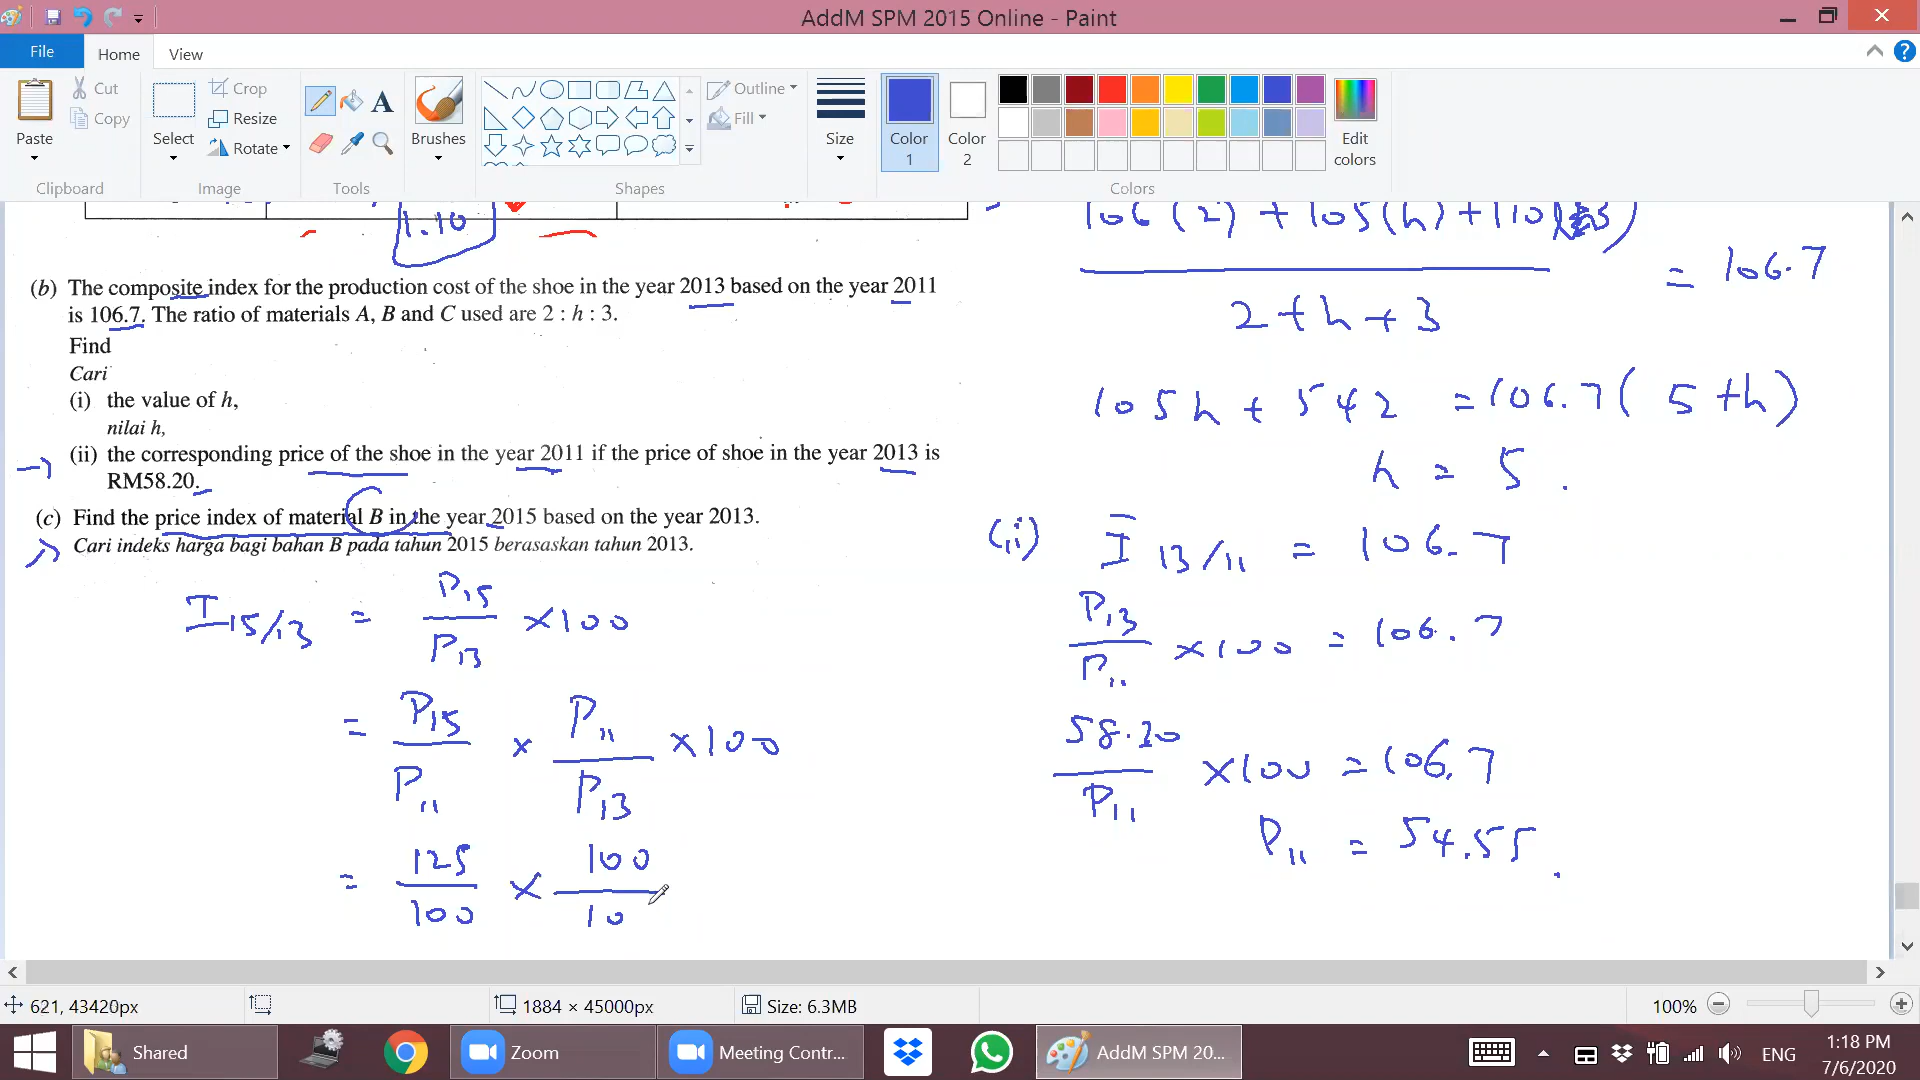 AddM SPM 2015 Online - Paint
File Home View
Paste
Cut
Copy
Clipboard
Select
Crop
Resize
Rotate
Image
Tools
Brushes
Shapes
Outline
Fill
Size
Color 1
Color 2
Edit colors
Colors
1.10
(b) The composite index for the production cost of the shoe in the year 2013 based on the year 2011
is 106.7. The ratio of materials A, B and C used are 2 : h : 3.
Find
Cari
(i) the value of h,
nilai h,
(ii) the corresponding price of the shoe in the year 2011 if the price of shoe in the year 2013 is
RM58.20.
(c) Find the price index of material B in the year 2015 based on the year 2013.
Cari indeks harga bagi bahan B pada tahun 2015 berasaskan tahun 2013.
I 15/13 = P15 / P13 × 100
= P15 / P11 × P11 / P13 × 100
= 125 / 100 × 100 / 10
= 106(2) + 105(h) + 110(3) / 2 + h + 3 = 106.7
105h + 542 = 106.7( 5 + h)
h = 5 .
(ii) I 13/11 = 106.7
P13 / P11 × 100 = 106.7
58.20 / P11 × 100 = 106.7
P11 = 54.55 .
621, 43420px
1884 × 45000px
Size: 6.3MB
100%
Shared
Zoom
Meeting Contr...
AddM SPM 20...
ENG
1:18 PM
7/6/2020